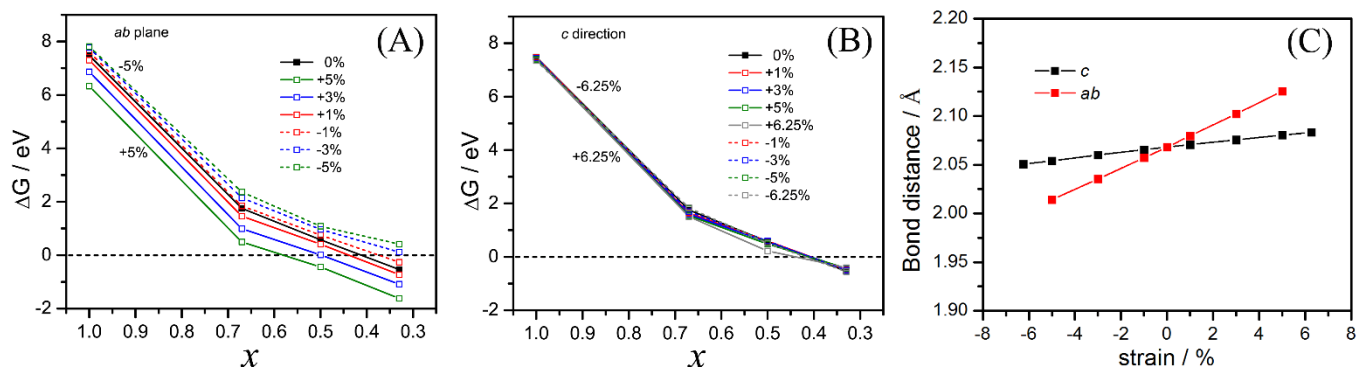 (A)
ab plane
-5%
+5%
0%
+5%
+3%
+1%
-1%
-3%
-5%
ΔG / eV
8
6
4
2
0
-2
1.0 0.9 0.8 0.7 0.6 0.5 0.4 0.3
x
(B)
c direction
-6.25%
+6.25%
0%
+1%
+3%
+5%
+6.25%
-1%
-3%
-5%
-6.25%
ΔG / eV
8
6
4
2
0
-2
1.0 0.9 0.8 0.7 0.6 0.5 0.4 0.3
x
(C)
c
ab
Bond distance / Å
2.20
2.15
2.10
2.05
2.00
1.95
1.90
-8 -6 -4 -2 0 2 4 6 8
strain / %